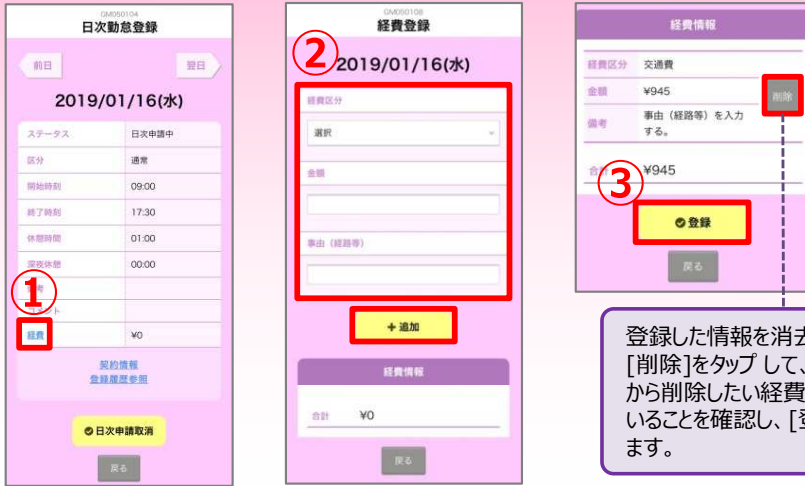 GM050104
日次勤怠登録
前日
翌日
2019/01/16(水)
ステータス 日次申請中
区分 通常
開始時刻 09:00
終了時刻 17:30
休憩時間 01:00
深夜休憩 00:00
①
コメント
経費 ¥0
契約情報
登録履歴参照
日次申請取消
戻る
GM050108
経費登録
②
2019/01/16(水)
経費区分
選択
金額
事由（経路等）
+ 追加
経費情報
合計 ¥0
戻る
経費情報
経費区分 交通費
金額 ¥945
備考 事由（経路等）を入力
する。
削除
合計 ¥945
③
登録
戻る
登録した情報を消去
[削除]をタップして、
から削除したい経費
いることを確認し、[登
ます。